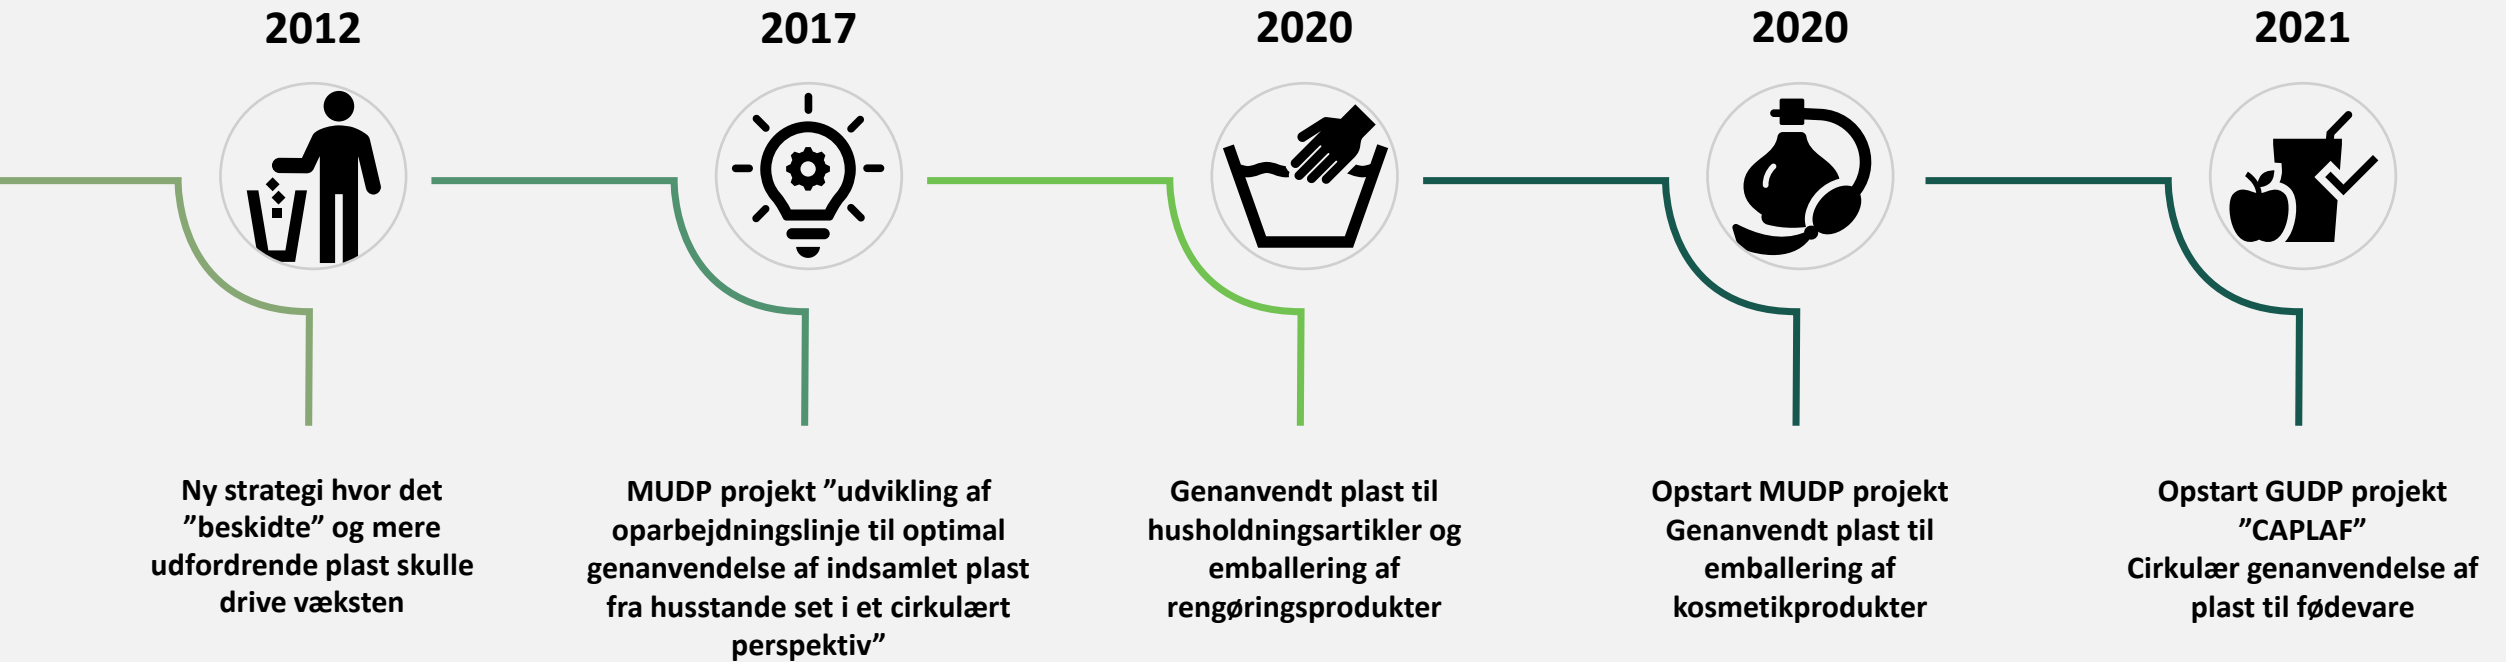 2012
Ny strategi hvor det
”beskidte” og mere
udfordrende plast skulle
drive væksten
2017
MUDP projekt ”udvikling af
oparbejdningslinje til optimal
genanvendelse af indsamlet plast
fra husstande set i et cirkulært
perspektiv”
2020
Genanvendt plast til
husholdningsartikler og
emballering af
rengøringsprodukter
2020
Opstart MUDP projekt
Genanvendt plast til
emballering af
kosmetikprodukter
2021
Opstart GUDP projekt
”CAPLAF”
Cirkulær genanvendelse af
plast til fødevare